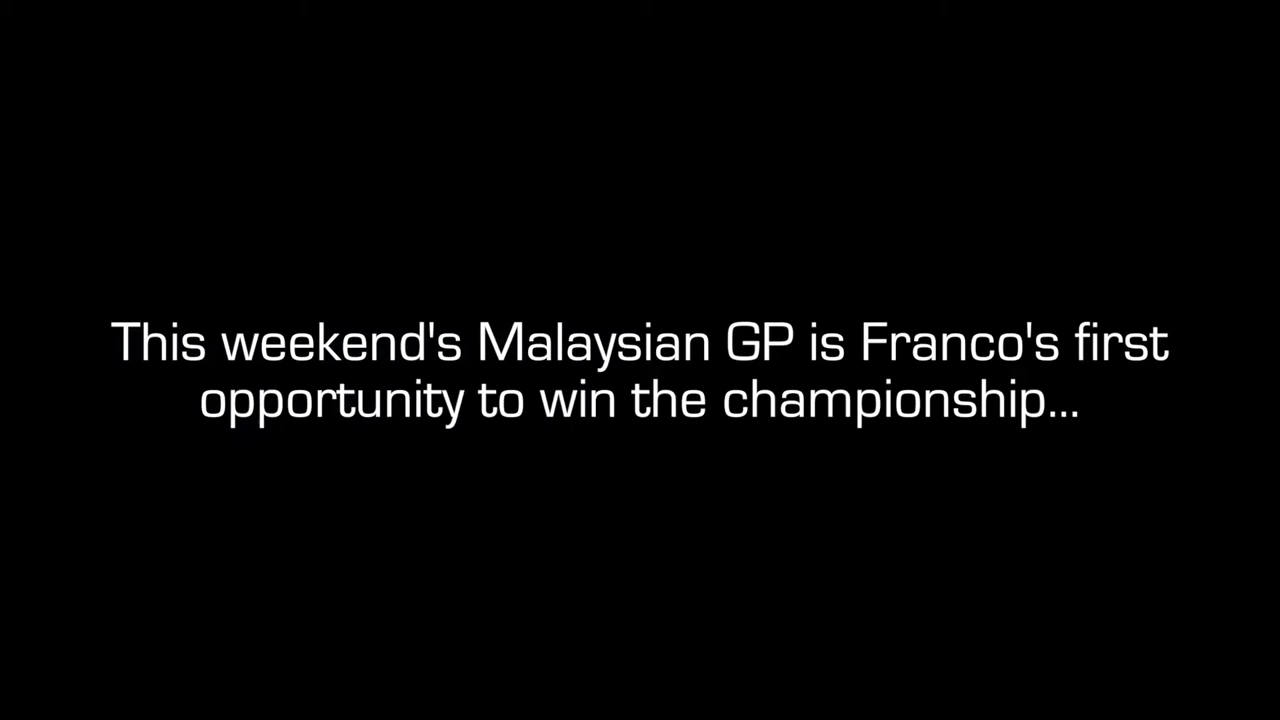 This weekend's Malaysian GP is Franco's first
opportunity to win the championship...